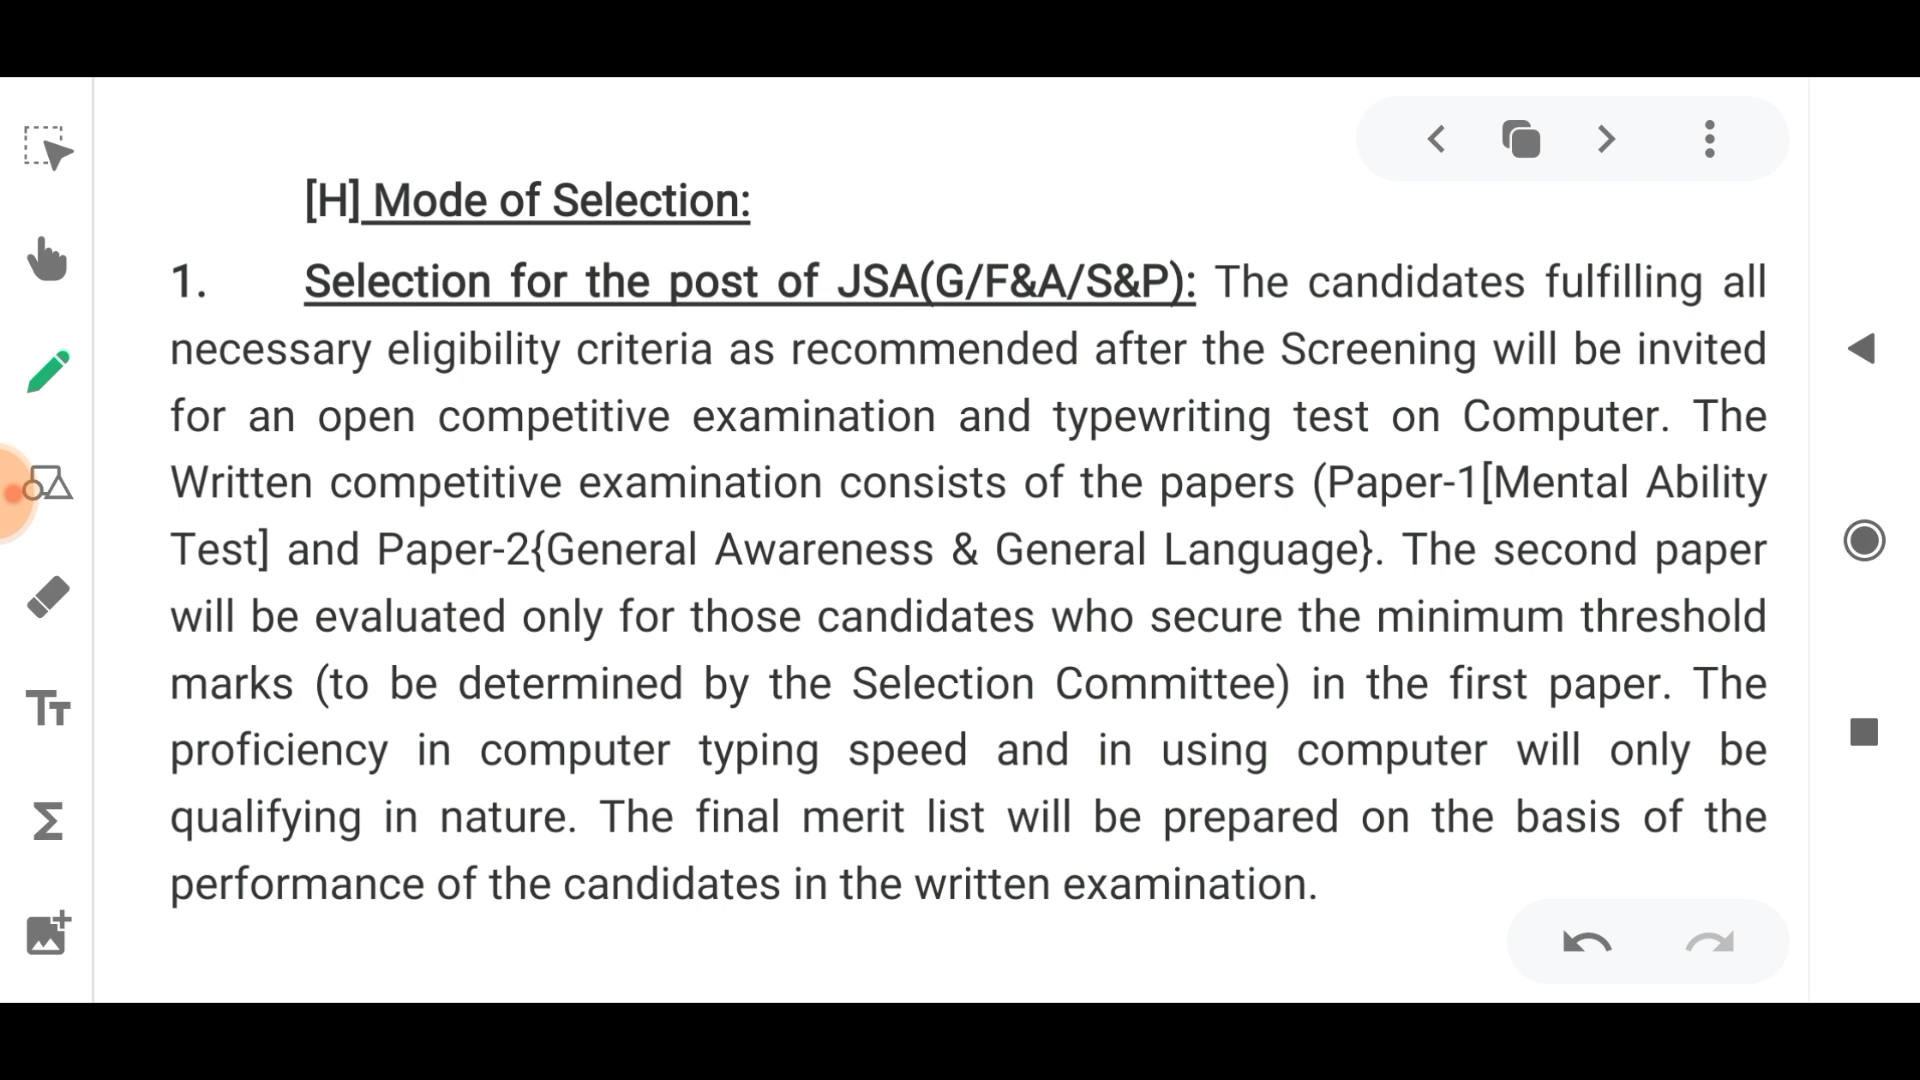 [H] Mode of Selection:
1. Selection for the post of JSA(G/F&A/S&P): The candidates fulfilling all
necessary eligibility criteria as recommended after the Screening will be invited
for an open competitive examination and typewriting test on Computer. The
Written competitive examination consists of the papers (Paper-1[Mental Ability
Test] and Paper-2{General Awareness & General Language}. The second paper
will be evaluated only for those candidates who secure the minimum threshold
marks (to be determined by the Selection Committee) in the first paper. The
proficiency in computer typing speed and in using computer will only be
qualifying in nature. The final merit list will be prepared on the basis of the
performance of the candidates in the written examination.